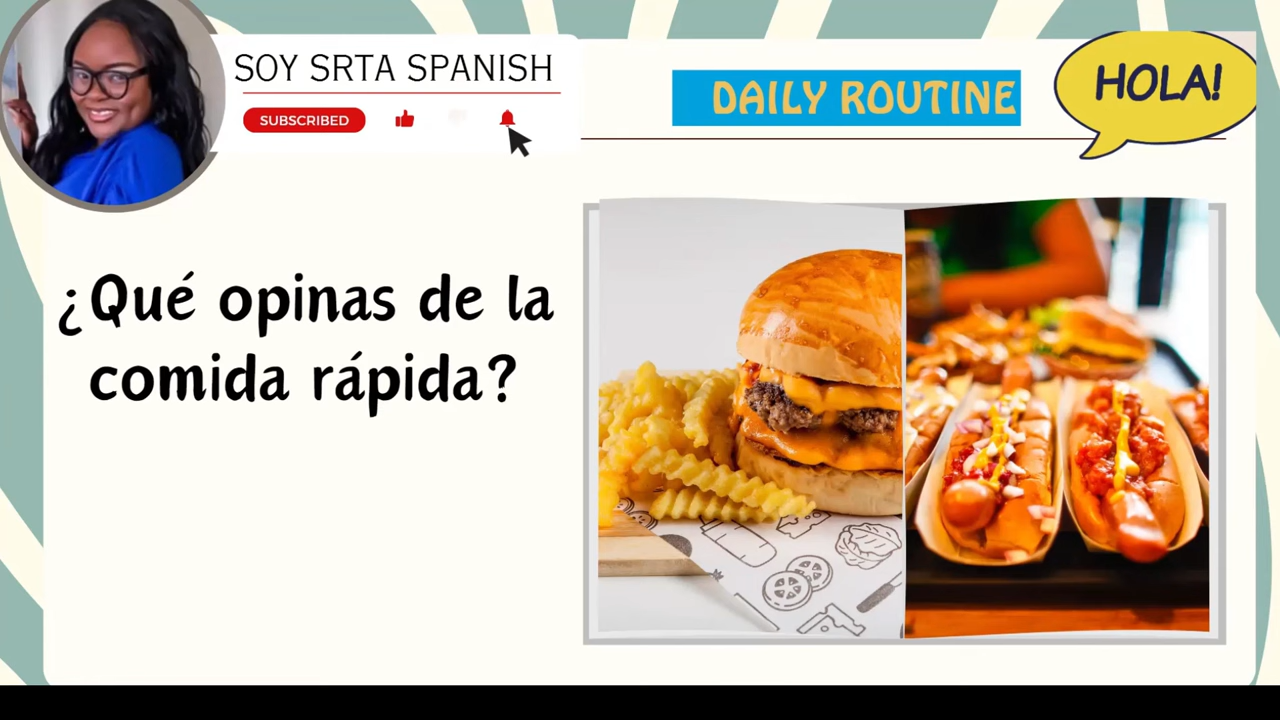 SOY SRTA SPANISH
SUBSCRIBED
DAILY ROUTINE
HOLA!
¿Qué opinas de la
comida rápida?